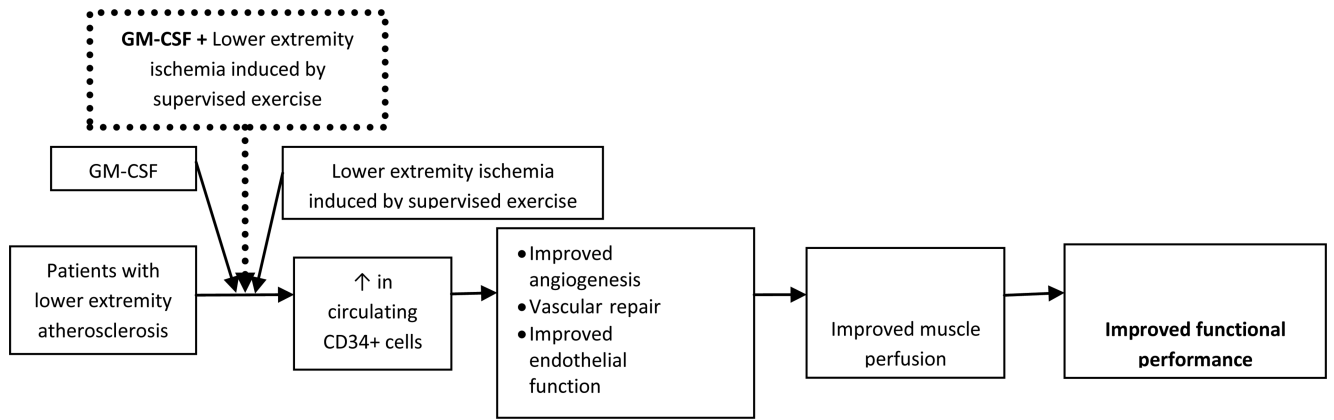 GM-CSF + Lower extremity
ischemia induced by
supervised exercise
GM-CSF
Lower extremity ischemia
induced by supervised exercise
Patients with
lower extremity
atherosclerosis
↑ in
circulating
CD34+ cells
• Improved
angiogenesis
• Vascular repair
• Improved
endothelial
function
Improved muscle
perfusion
Improved functional
performance